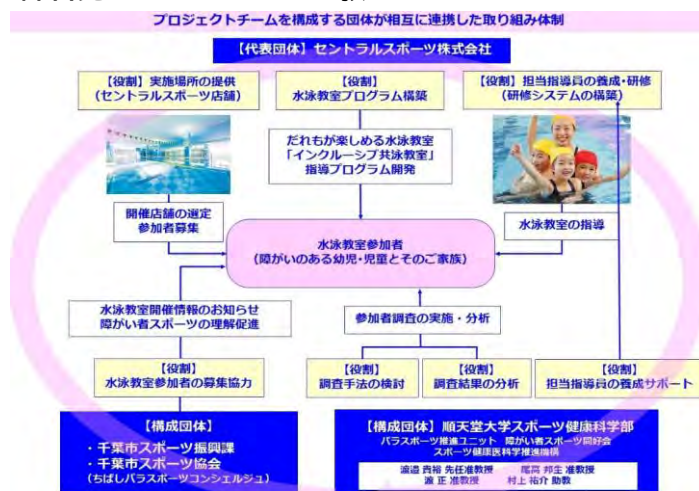 プロジェクトチームを構成する団体が相互に連携した取り組み体制
【代表団体】セントラルスポーツ株式会社
【役割】実施場所の提供
（セントラルスポーツ店舗）
【役割】
水泳教室プログラム構築
【役割】担当指導員の養成・研修
（研修システムの構築）
だれもが楽しめる水泳教室
「インクルーシブ共泳教室」
指導プログラム開発
開催店舗の選定
参加者募集
水泳教室の指導
水泳教室参加者
（障がいのある幼児・児童とそのご家族）
水泳教室開催情報のお知らせ
障がい者スポーツの理解促進
参加者調査の実施・分析
【役割】
水泳教室参加者の募集協力
【役割】
調査手法の検討
【役割】
調査結果の分析
【役割】
担当指導員の養成サポート
【構成団体】
・千葉市スポーツ振興課
・千葉市スポーツ協会
（ちばしパラスポーツコンシェルジュ）
【構成団体】順天堂大学スポーツ健康科学部
パラスポーツ推進ユニット 障がい者スポーツ同好会
スポーツ健康医科学推進機構
渡邉 貴裕 先任准教授 尾高 邦生 准教授
渡 正 准教授 村上 祐介 助教